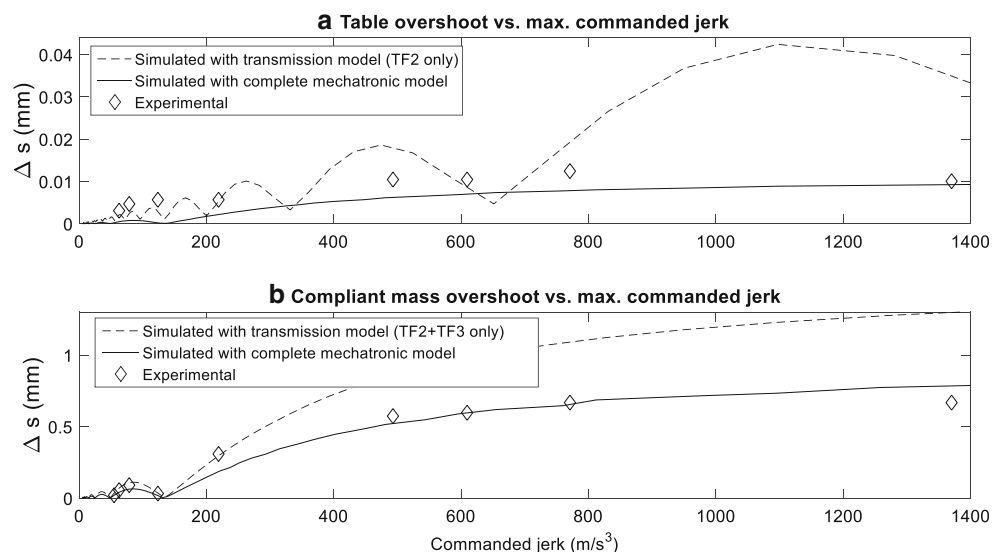 a Table overshoot vs. max. commanded jerk
Simulated with transmission model (TF2 only)
Simulated with complete mechatronic model
Experimental
Δ s (mm)
0.04
0.03
0.02
0.01
0
0 200 400 600 800 1000 1200 1400
b Compliant mass overshoot vs. max. commanded jerk
Simulated with transmission model (TF2+TF3 only)
Simulated with complete mechatronic model
Experimental
Δ s (mm)
1
0.5
0
0 200 400 600 800 1000 1200 1400
Commanded jerk (m/s³)